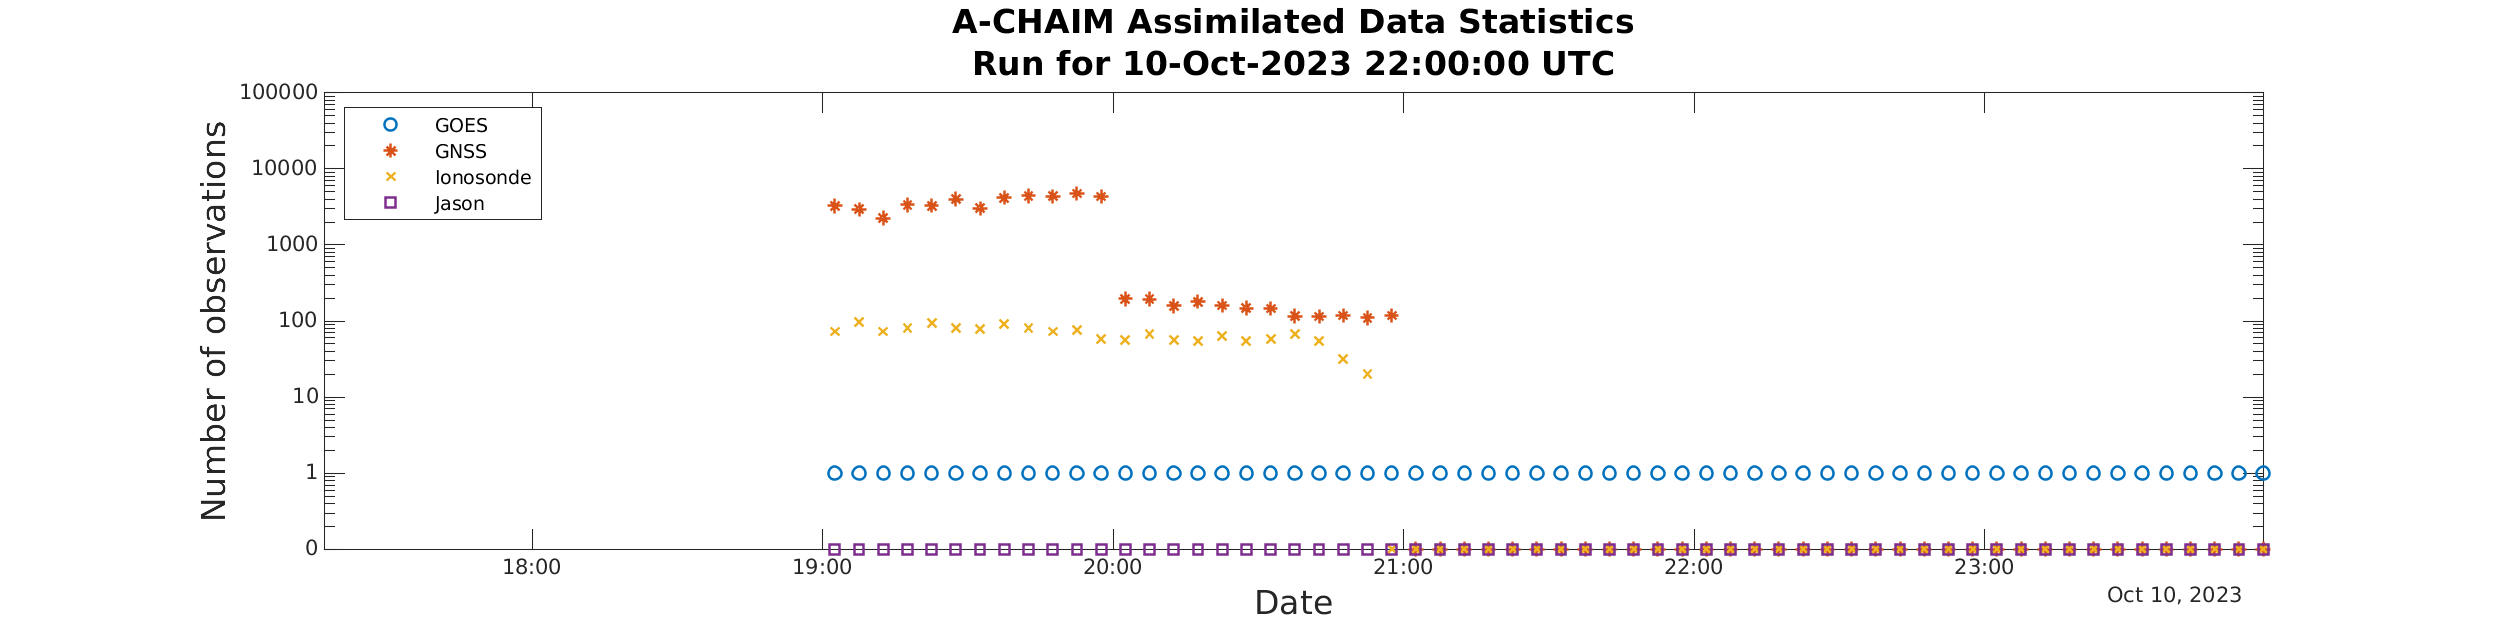 A-CHAIM Assimilated Data Statistics
Run for 10-Oct-2023 22:00:00 UTC
100000
10000
1000
100
10
1
0
Number of observations
GOES
GNSS
Ionosonde
Jason
18:00 19:00 20:00 21:00 22:00 23:00
Oct 10, 2023
Date